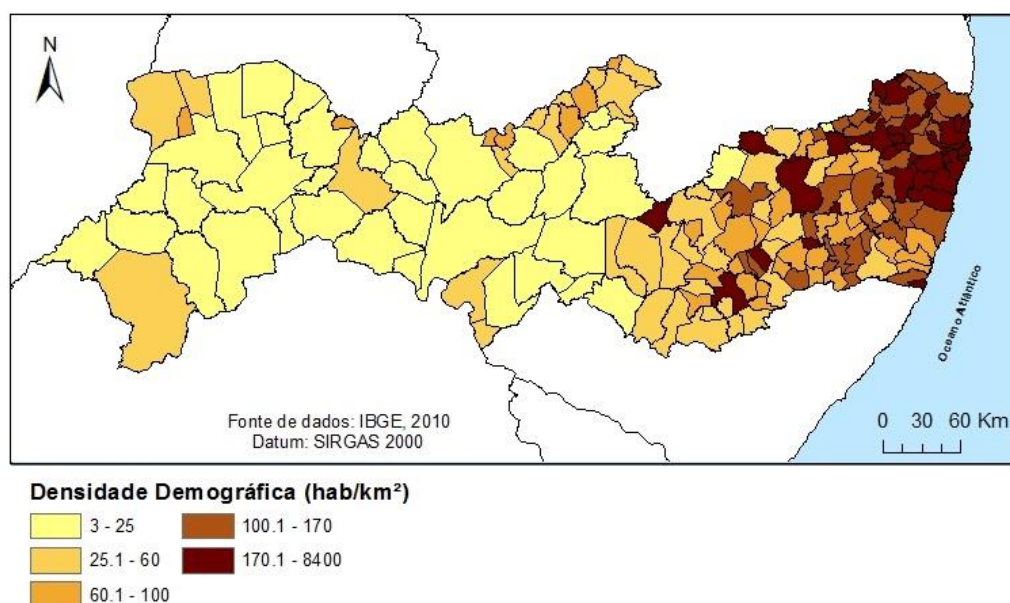 N
Oceano Atlântico
Fonte de dados: IBGE, 2010
Datum: SIRGAS 2000
0 30 60 Km
Densidade Demográfica (hab/km²)
3 - 25
25.1 - 60
60.1 - 100
100.1 - 170
170.1 - 8400